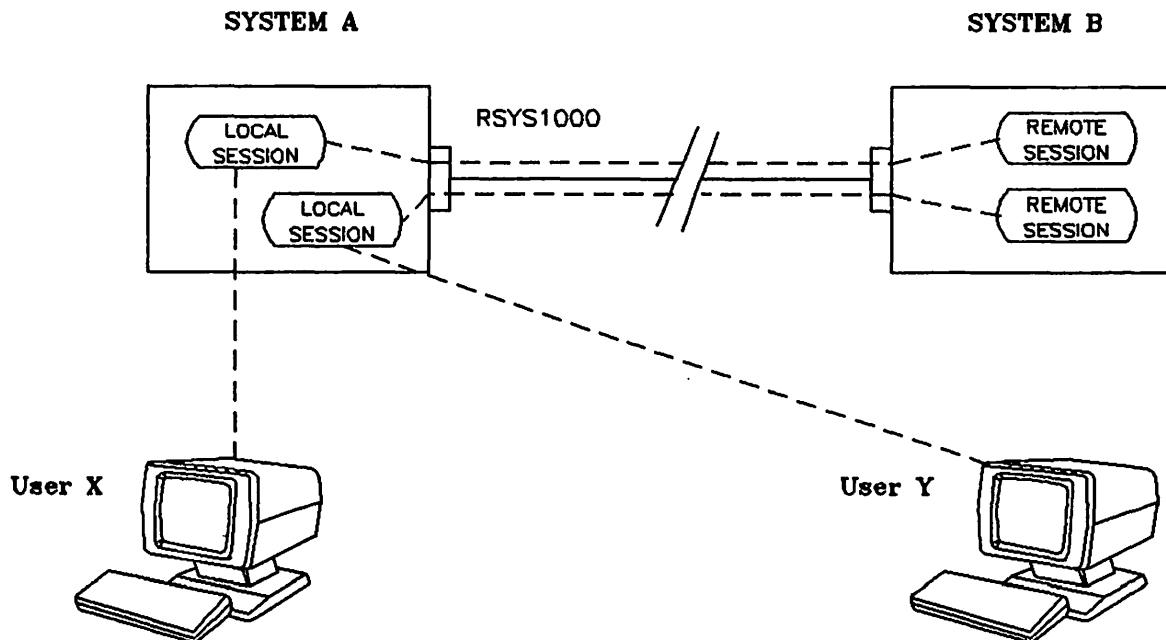 SYSTEM A
SYSTEM B
RSYS1000
LOCAL
SESSION
LOCAL
SESSION
REMOTE
SESSION
REMOTE
SESSION
User X
User Y